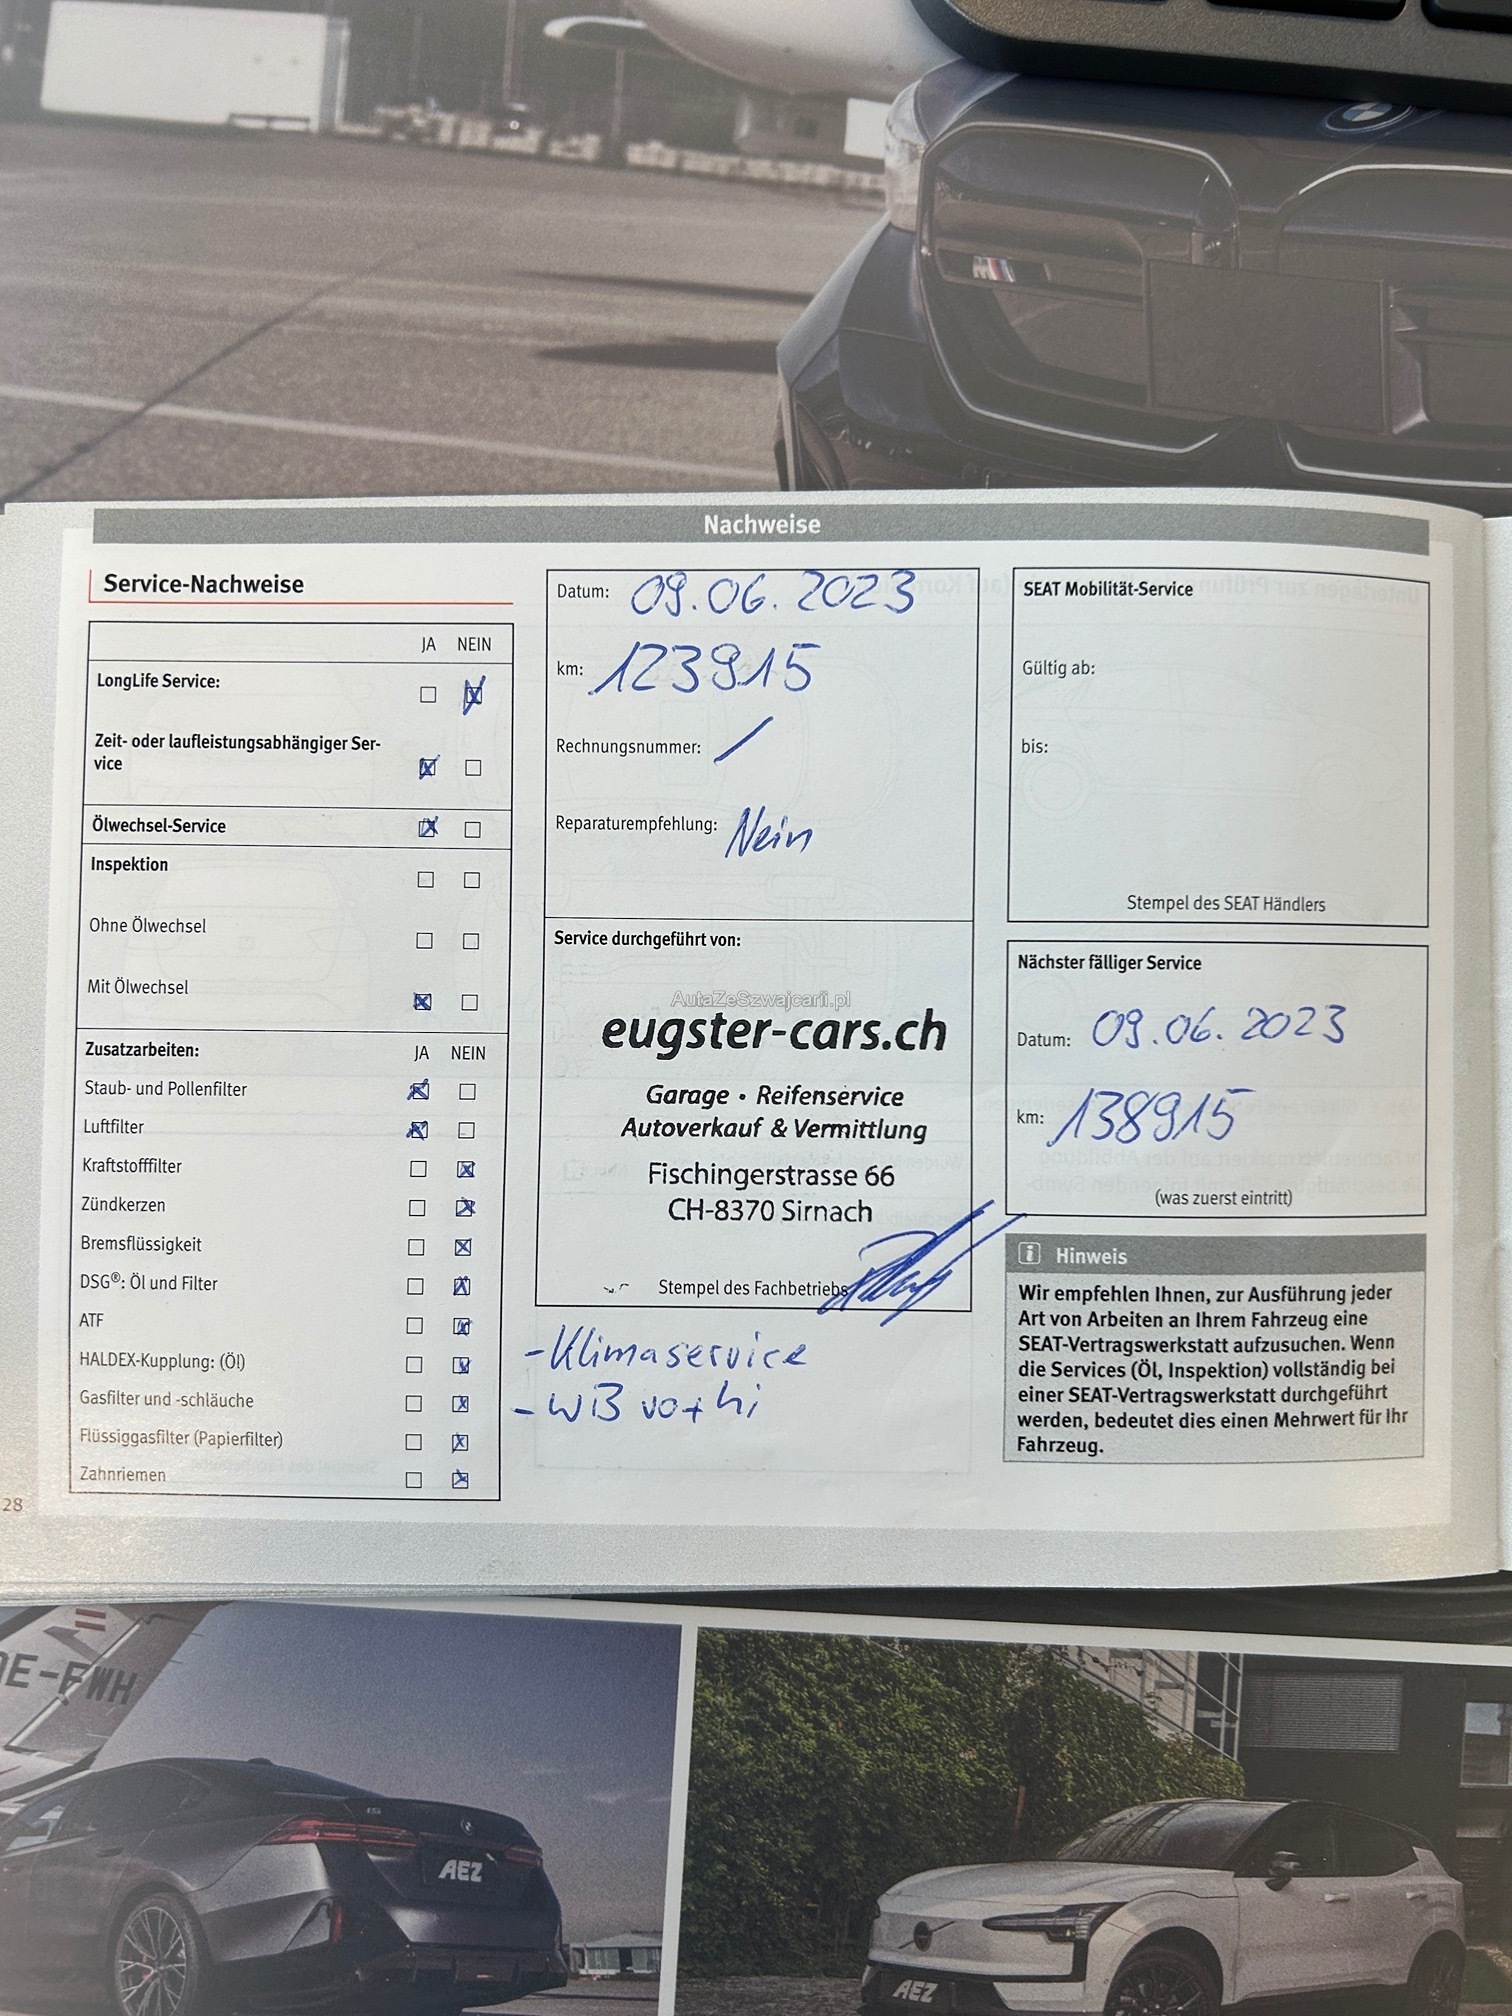 Nachweise
Service-Nachweise
JA NEIN
LongLife Service:
Zeit- oder laufleistungsabhängiger Ser-
vice
Ölwechsel-Service
Inspektion
Ohne Ölwechsel
Mit Ölwechsel
Zusatzarbeiten: JA NEIN
Staub- und Pollenfilter
Luftfilter
Kraftstofffilter
Zündkerzen
Bremsflüssigkeit
DSG®: Öl und Filter
ATF
HALDEX-Kupplung: (Öl)
Gasfilter und -schläuche
Flüssiggasfilter (Papierfilter)
Zahnriemen
28
Datum: 09.06.2023
km: 123915
Rechnungsnummer: /
Reparaturempfehlung: Nein
Service durchgeführt von:
AutaZeSzwajcarii.pl
eugster-cars.ch
Garage • Reifenservice
Autoverkauf & Vermittlung
Fischingerstrasse 66
CH-8370 Sirnach
Stempel des Fachbetriebs
- Klimaservice
- WB vo + hi
SEAT Mobilität-Service
Gültig ab:
bis:
Stempel des SEAT Händlers
Nächster fälliger Service
Datum: 09.06.2023
km: 138915
(was zuerst eintritt)
i Hinweis
Wir empfehlen Ihnen, zur Ausführung jeder
Art von Arbeiten an Ihrem Fahrzeug eine
SEAT-Vertragswerkstatt aufzusuchen. Wenn
die Services (Öl, Inspektion) vollständig bei
einer SEAT-Vertragswerkstatt durchgeführt
werden, bedeutet dies einen Mehrwert für Ihr
Fahrzeug.
AEZ
AEZ